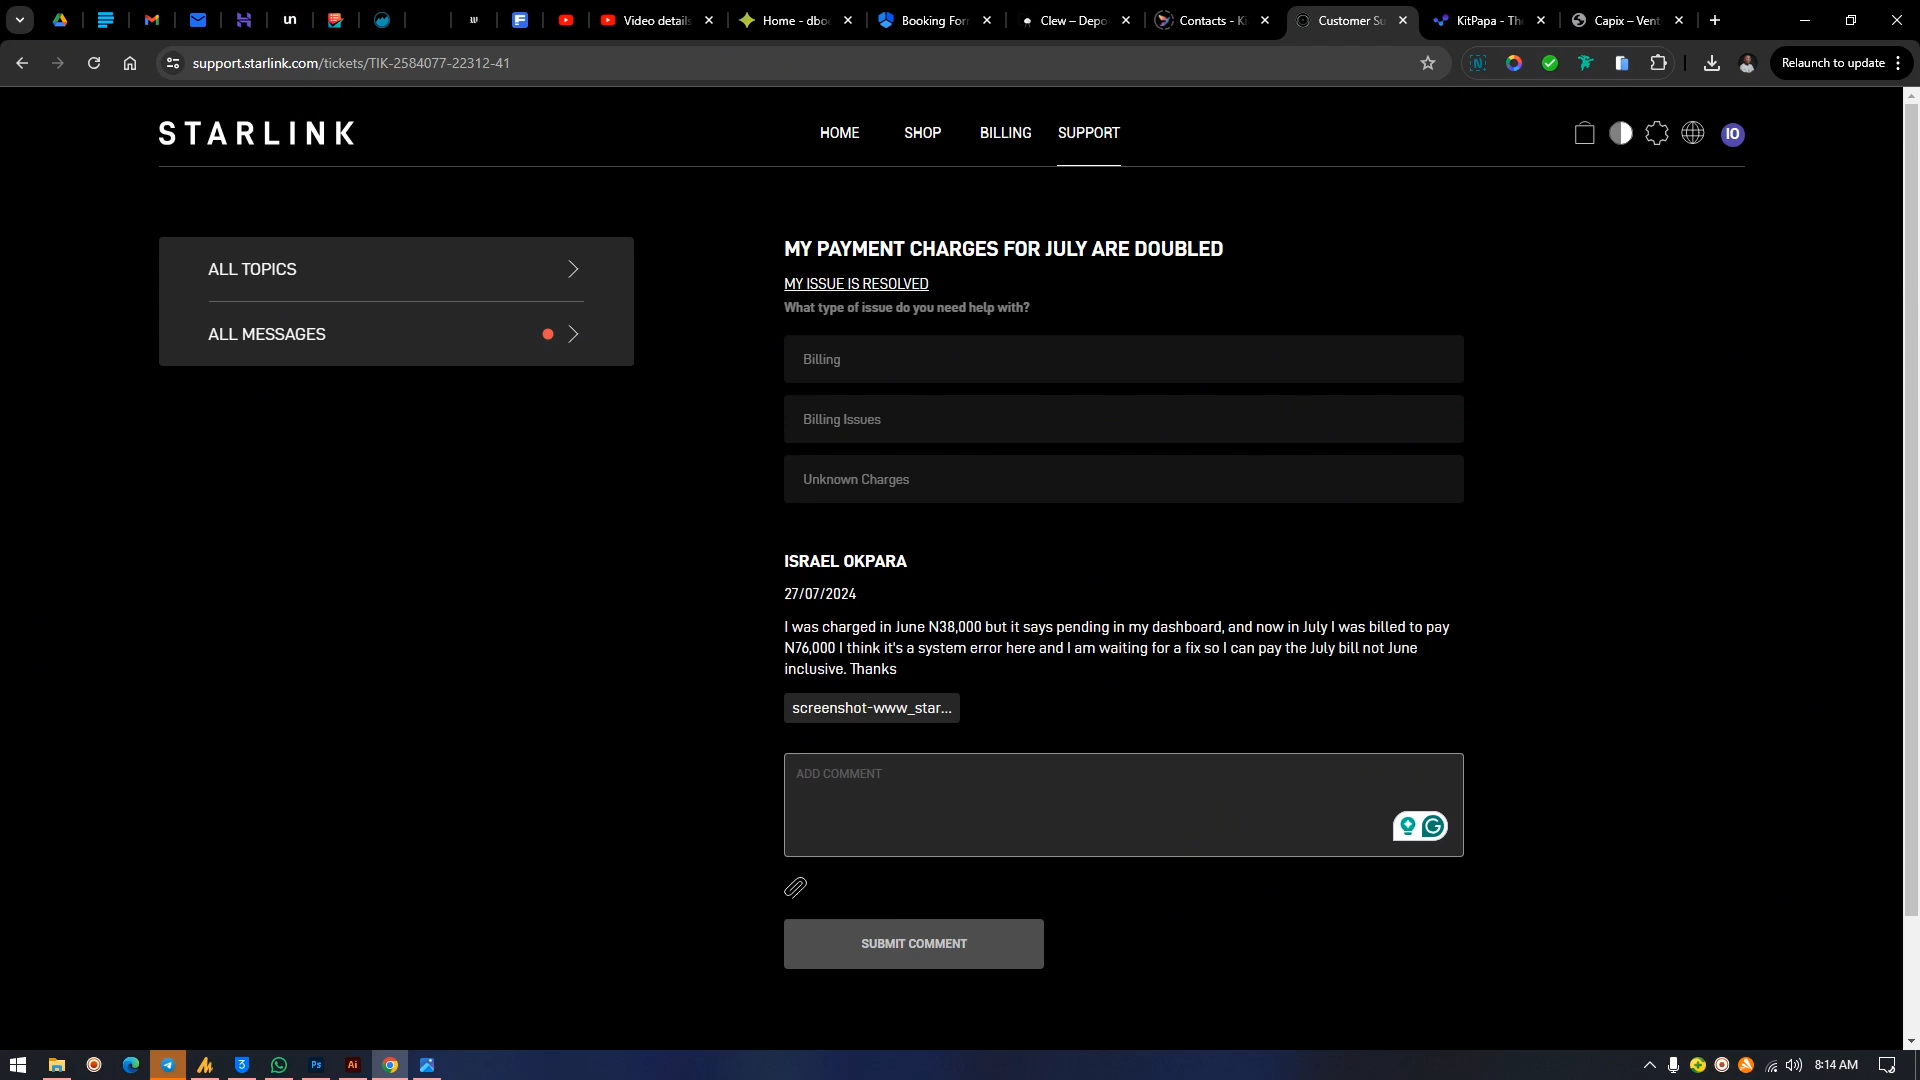 Video details
Home - dbo
Booking For
Clew – Depo
Contacts - Ki
Customer Su
KitPapa - Th
Capix – Vent
support.starlink.com/tickets/TIK-2584077-22312-41
Relaunch to update
STARLINK
HOME
SHOP
BILLING
SUPPORT
IO
ALL TOPICS
ALL MESSAGES
MY PAYMENT CHARGES FOR JULY ARE DOUBLED
MY ISSUE IS RESOLVED
What type of issue do you need help with?
Billing
Billing Issues
Unknown Charges
ISRAEL OKPARA
27/07/2024
I was charged in June N38,000 but it says pending in my dashboard, and now in July I was billed to pay
N76,000 I think it's a system error here and I am waiting for a fix so I can pay the July bill not June
inclusive. Thanks
screenshot-www_star...
ADD COMMENT
SUBMIT COMMENT
8:14 AM